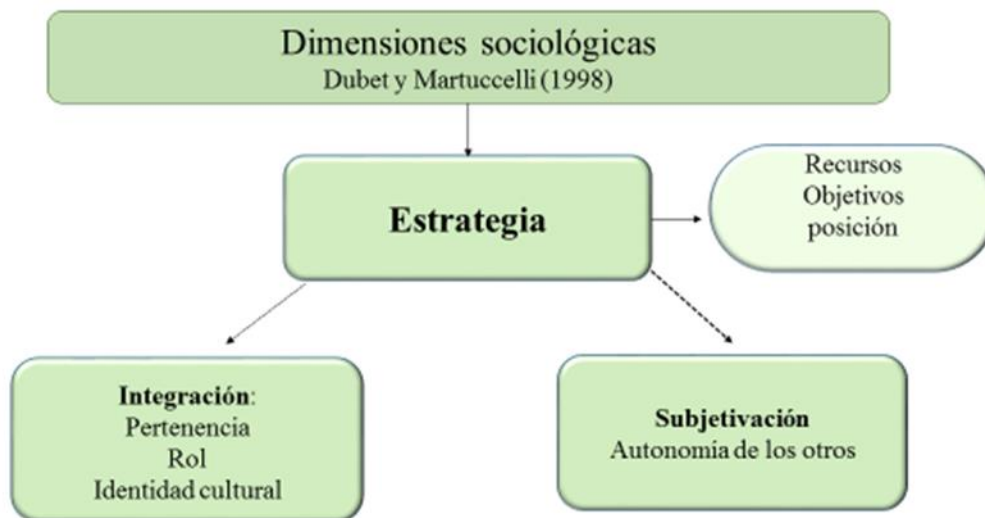 Dimensiones sociológicas
Dubet y Martuccelli (1998)
Estrategia
Recursos
Objetivos
posición
Integración:
Pertenencia
Rol
Identidad cultural
Subjetivación
Autonomía de los otros